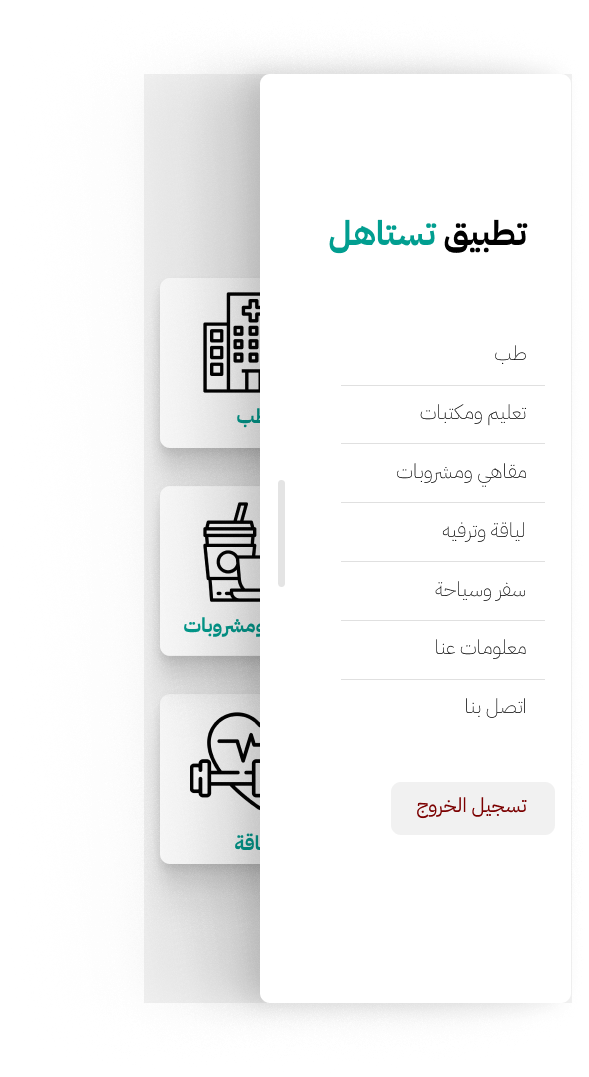 تطبيق تستاهل
طب
تعليم ومكتبات
مقاهي ومشروبات
لياقة وترفيه
سفر وسياحة
معلومات عنا
اتصل بنا
تسجيل الخروج
طب
ومشروبات